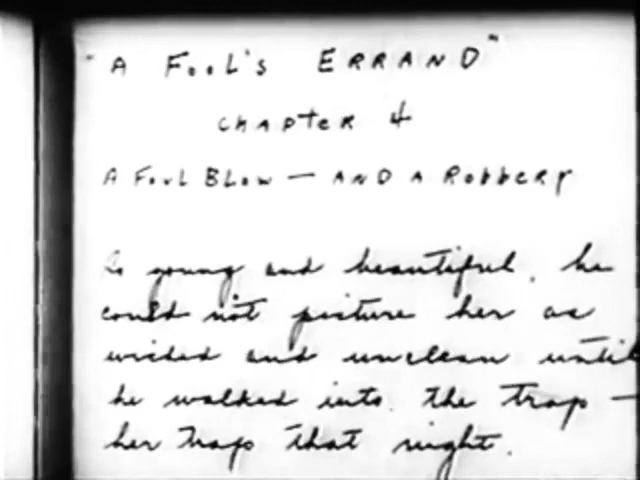 "A FOOL'S ERRAND"
CHAPTER 4
A FOUL BLOW — AND A ROBBERY
So young and beautiful, he
could not picture her as
wicked and unclean until
he walked into the trap —
her trap that night.